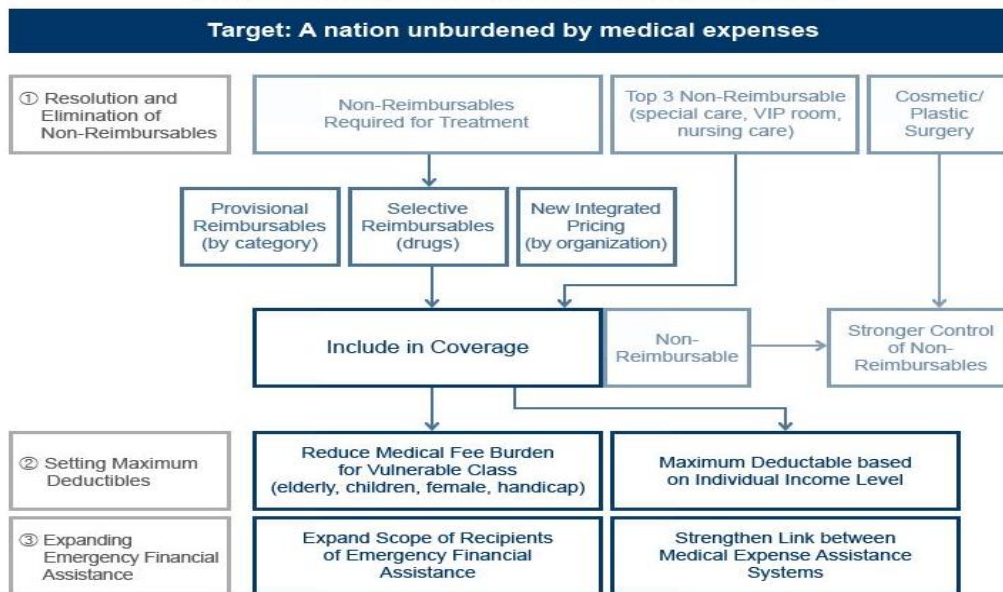 Target: A nation unburdened by medical expenses
① Resolution and
Elimination of
Non-Reimbursables
Non-Reimbursables
Required for Treatment
Top 3 Non-Reimbursable
(special care, VIP room,
nursing care)
Cosmetic/
Plastic
Surgery
Provisional
Reimbursables
(by category)
Selective
Reimbursables
(drugs)
New Integrated
Pricing
(by organization)
Include in Coverage
Non-
Reimbursable
Stronger Control
of Non-
Reimbursables
② Setting Maximum
Deductibles
Reduce Medical Fee Burden
for Vulnerable Class
(elderly, children, female, handicap)
Maximum Deductable based
on Individual Income Level
③ Expanding
Emergency Financial
Assistance
Expand Scope of Recipients
of Emergency Financial
Assistance
Strengthen Link between
Medical Expense Assistance
Systems